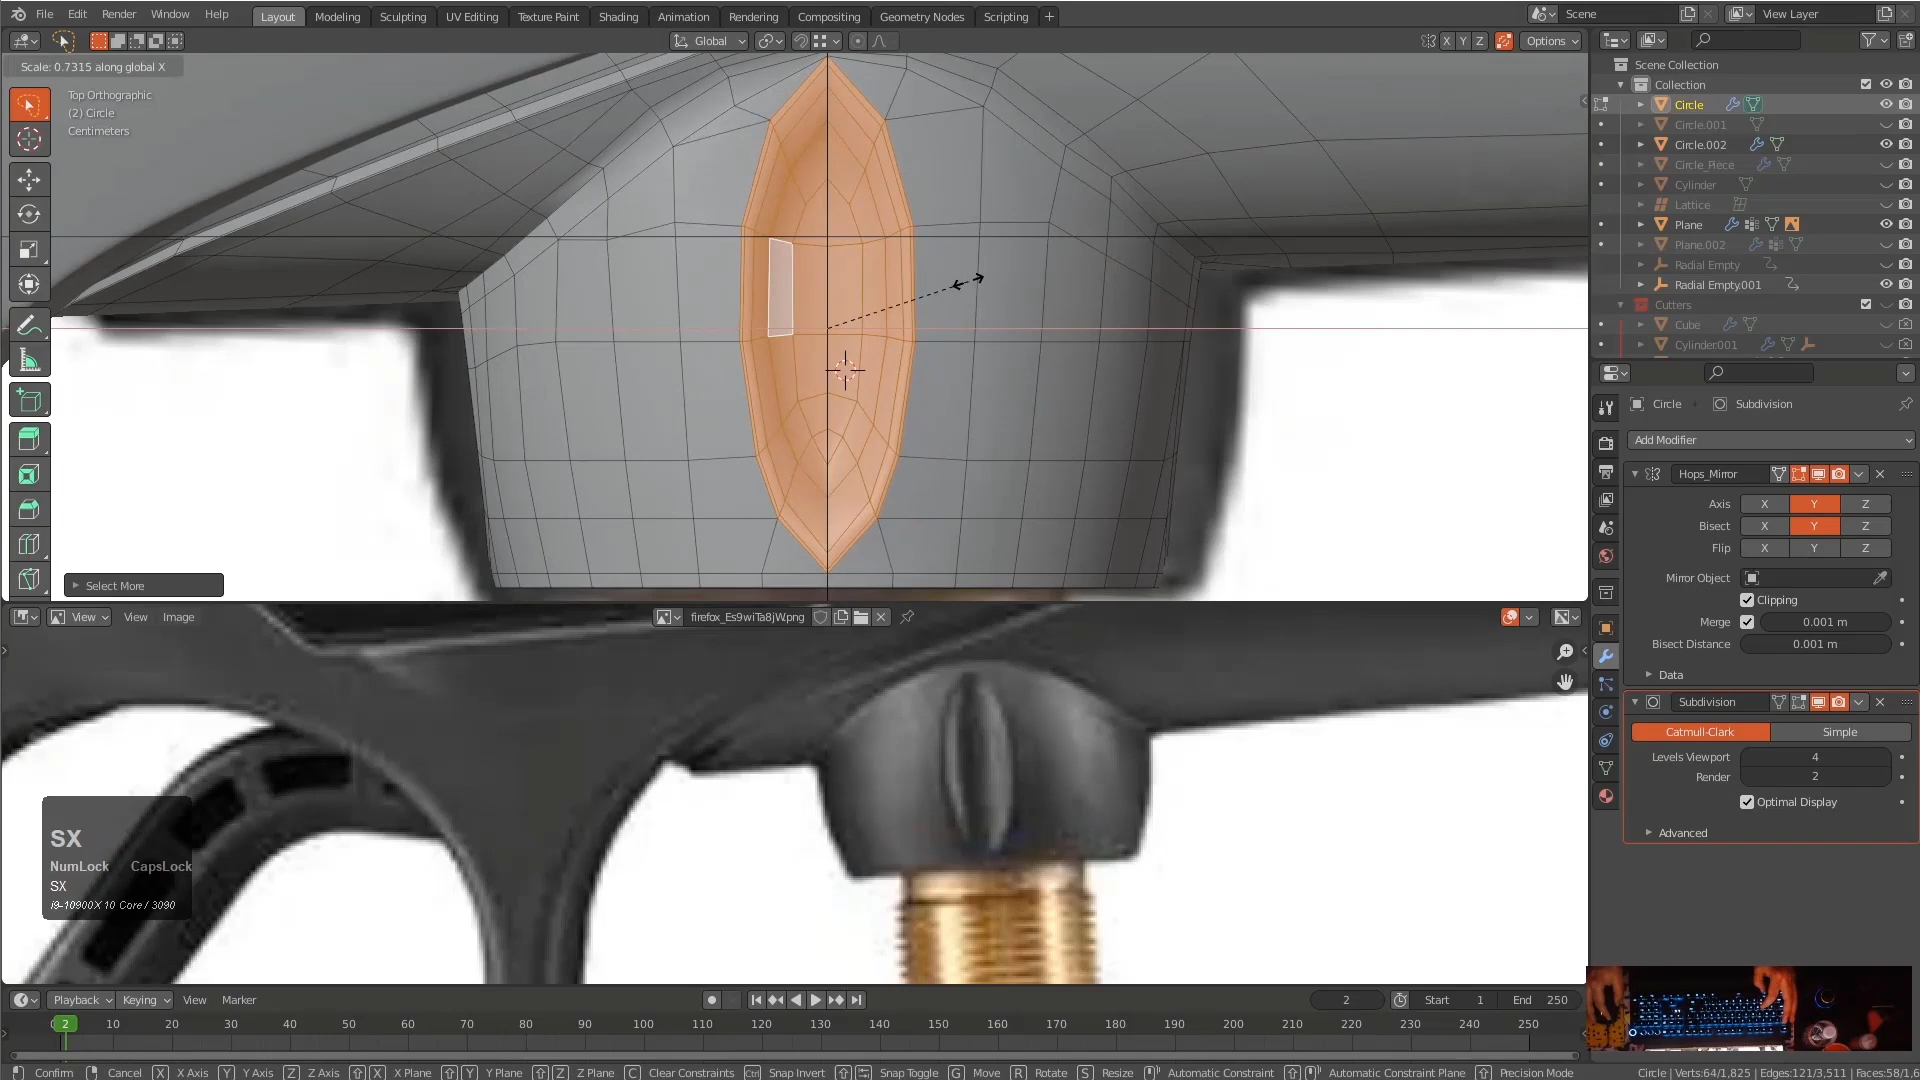 File Edit Render Window Help Layout Modeling Sculpting UV Editing Texture Paint Shading Animation Rendering Compositing Geometry Nodes Scripting + Scene View Layer
Global X Y Z Options
Scale: 0.7315 along global X
Top Orthographic
(2) Circle
Centimeters
Select More
Scene Collection
Collection
Circle
Circle.001
Circle.002
Circle_Piece
Cylinder
Lattice
Plane
Plane.002
Radial Empty
Radial Empty.001
Cutters
Cube
Cylinder.001
Circle Subdivision
Add Modifier
Hops_Mirror
Axis X Y Z
Bisect X Y Z
Flip X Y Z
Mirror Object
Clipping
Merge 0.001 m
Bisect Distance 0.001 m
Data
Subdivision
Catmull-Clark Simple
Levels Viewport 4
Render 2
Optimal Display
Advanced
View View Image firefox_Es9wiTa8jW.png
SX
NumLock CapsLock
SX
i9-10900X 10 Core / 3090
Playback Keying View Marker 2 Start 1 End 250
2 10 20 30 40 50 60 70 80 90 100 110 120 130 140 150 160 170 180 190 200 210 220 230 240 250
Confirm Cancel X X Axis Y Y Axis Z Z Axis X X Plane Y Y Plane Z Z Plane C Clear Constraints Ctrl Snap Invert Snap Toggle G Move R Rotate S Resize Automatic Constraint Automatic Constraint Plane Precision Mode Circle | Verts:64/1,825 | Edges:121/3,511 | Faces:58/1,6